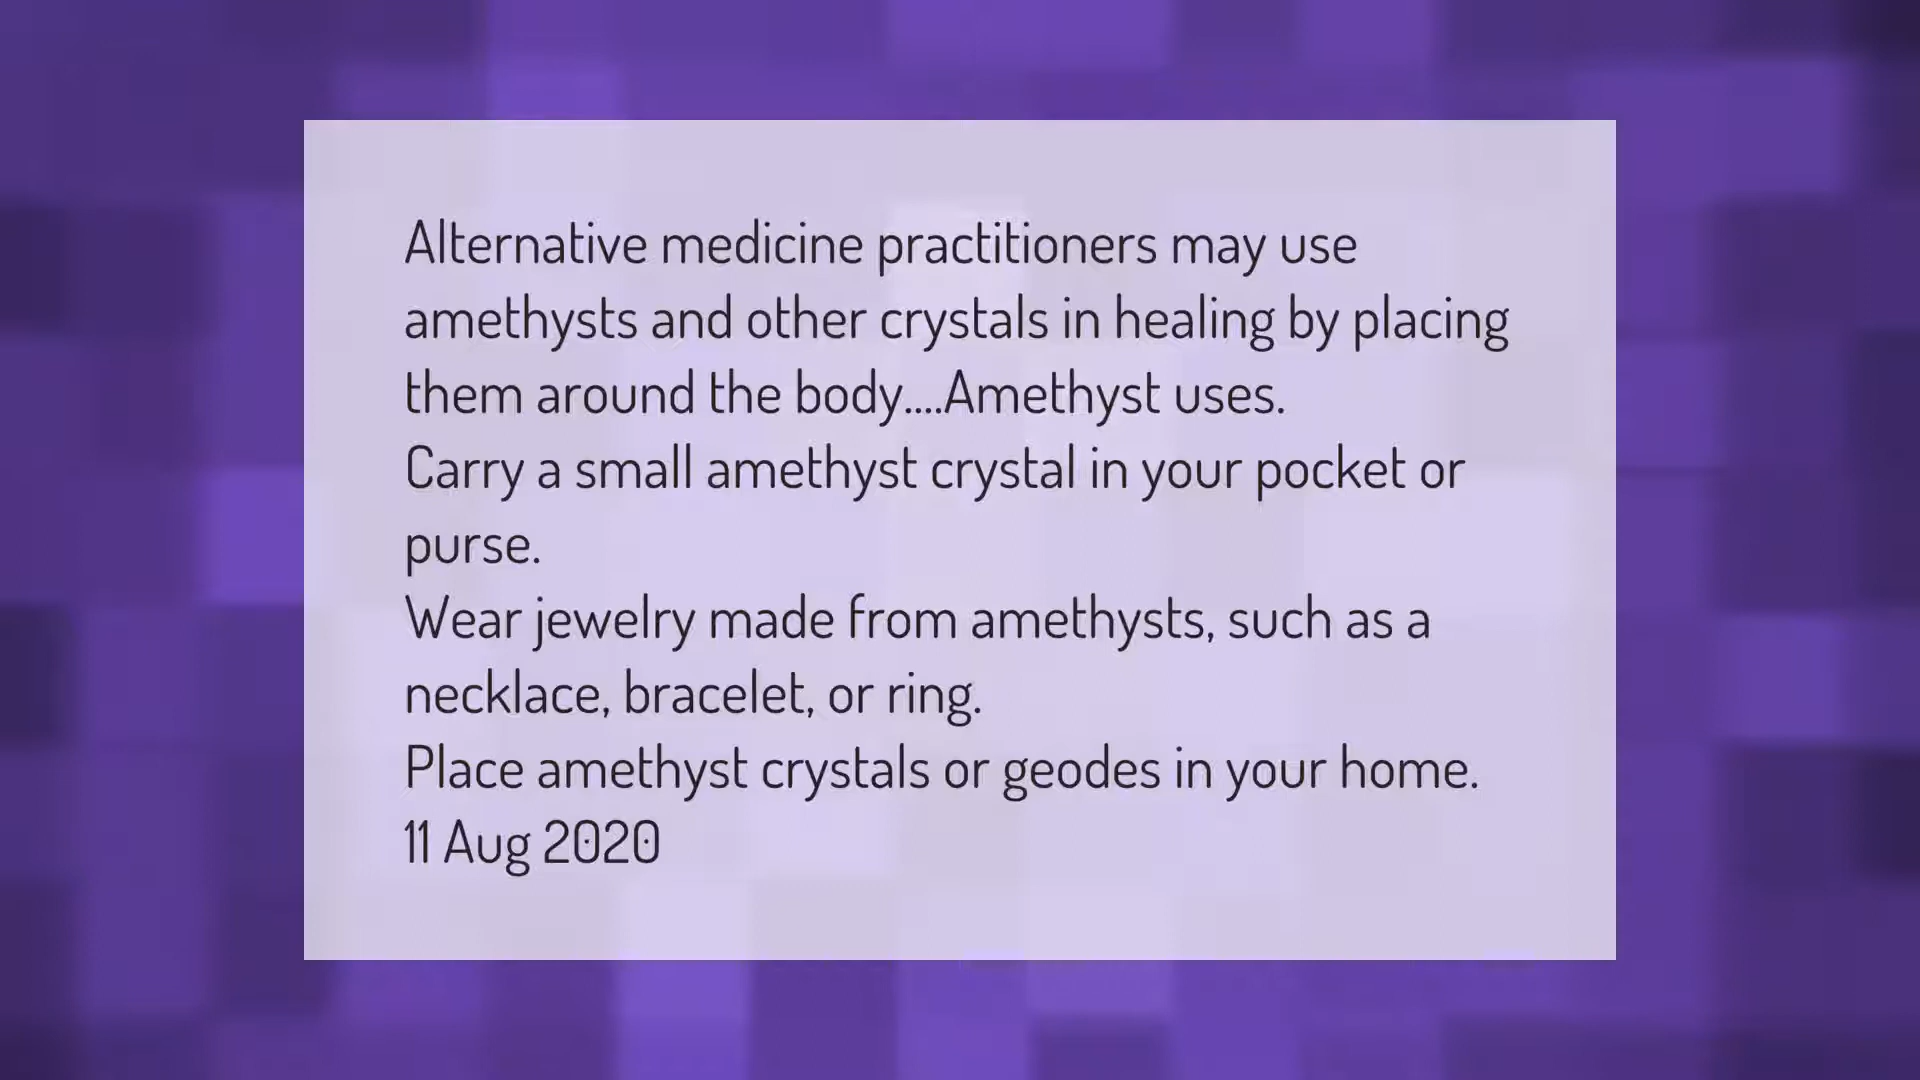 Alternative medicine practitioners may use
amethysts and other crystals in healing by placing
them around the body....Amethyst uses.
Carry a small amethyst crystal in your pocket or
purse.
Wear jewelry made from amethysts, such as a
necklace, bracelet, or ring.
Place amethyst crystals or geodes in your home.
11 Aug 2020